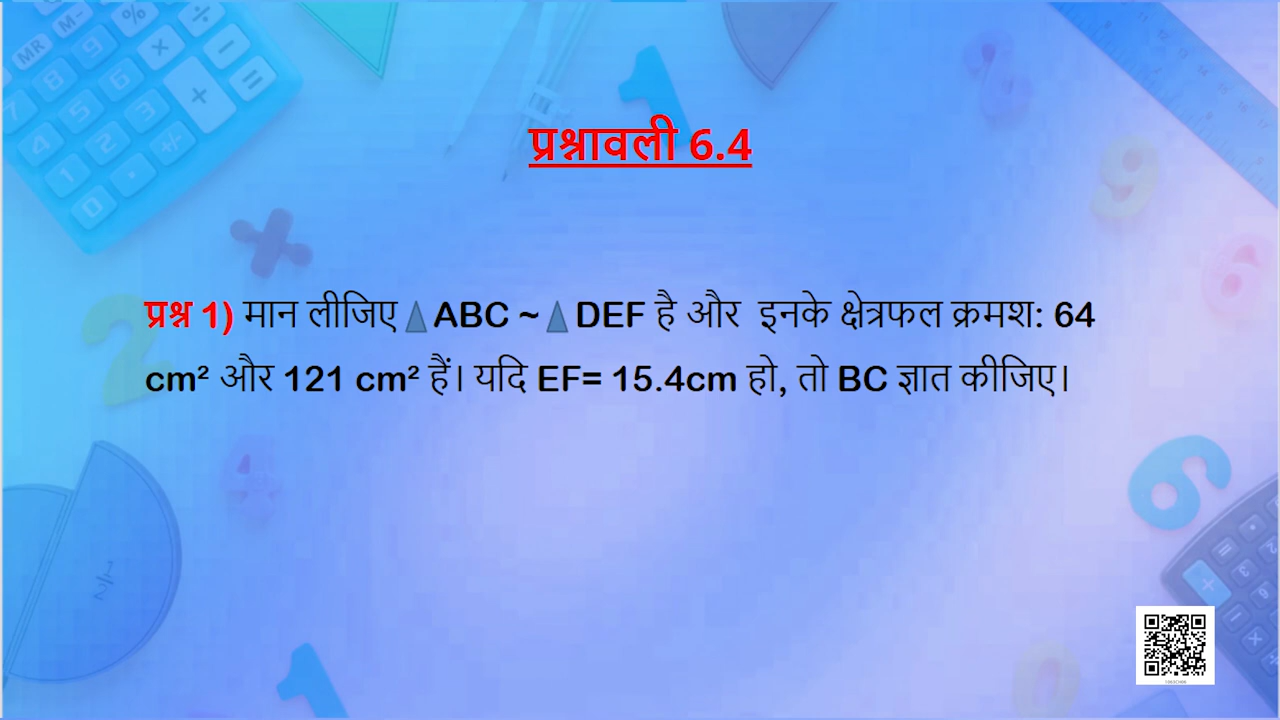 प्रश्नावली 6.4
प्रश्न 1) मान लीजिए ΔABC ~ Δ DEF है और इनके क्षेत्रफल क्रमश: 64
cm² और 121 cm² हैं। यदि EF= 15.4cm हो, तो BC ज्ञात कीजिए।